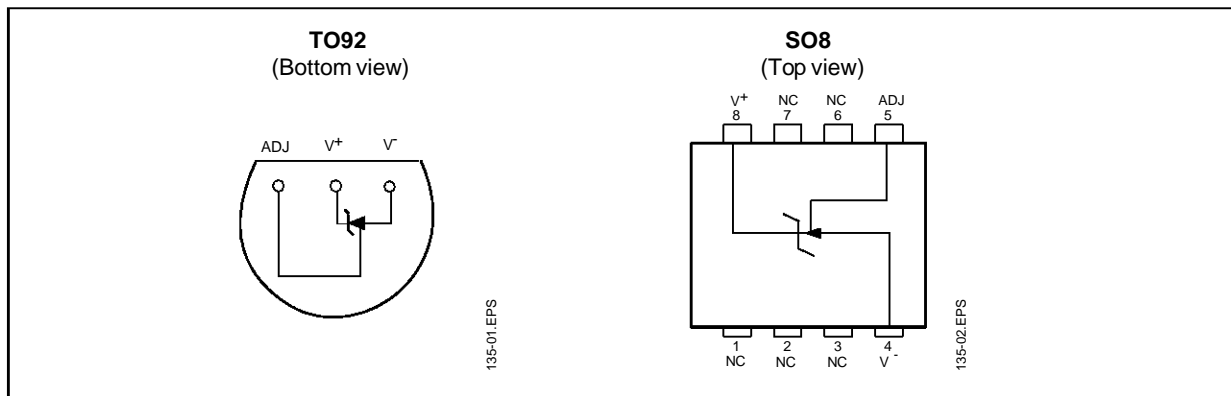 TO92
(Bottom view)
ADJ V+ V-
135-01.EPS
SO8
(Top view)
V+ NC NC ADJ
8 7 6 5
1 2 3 4
NC NC NC V -
135-02.EPS